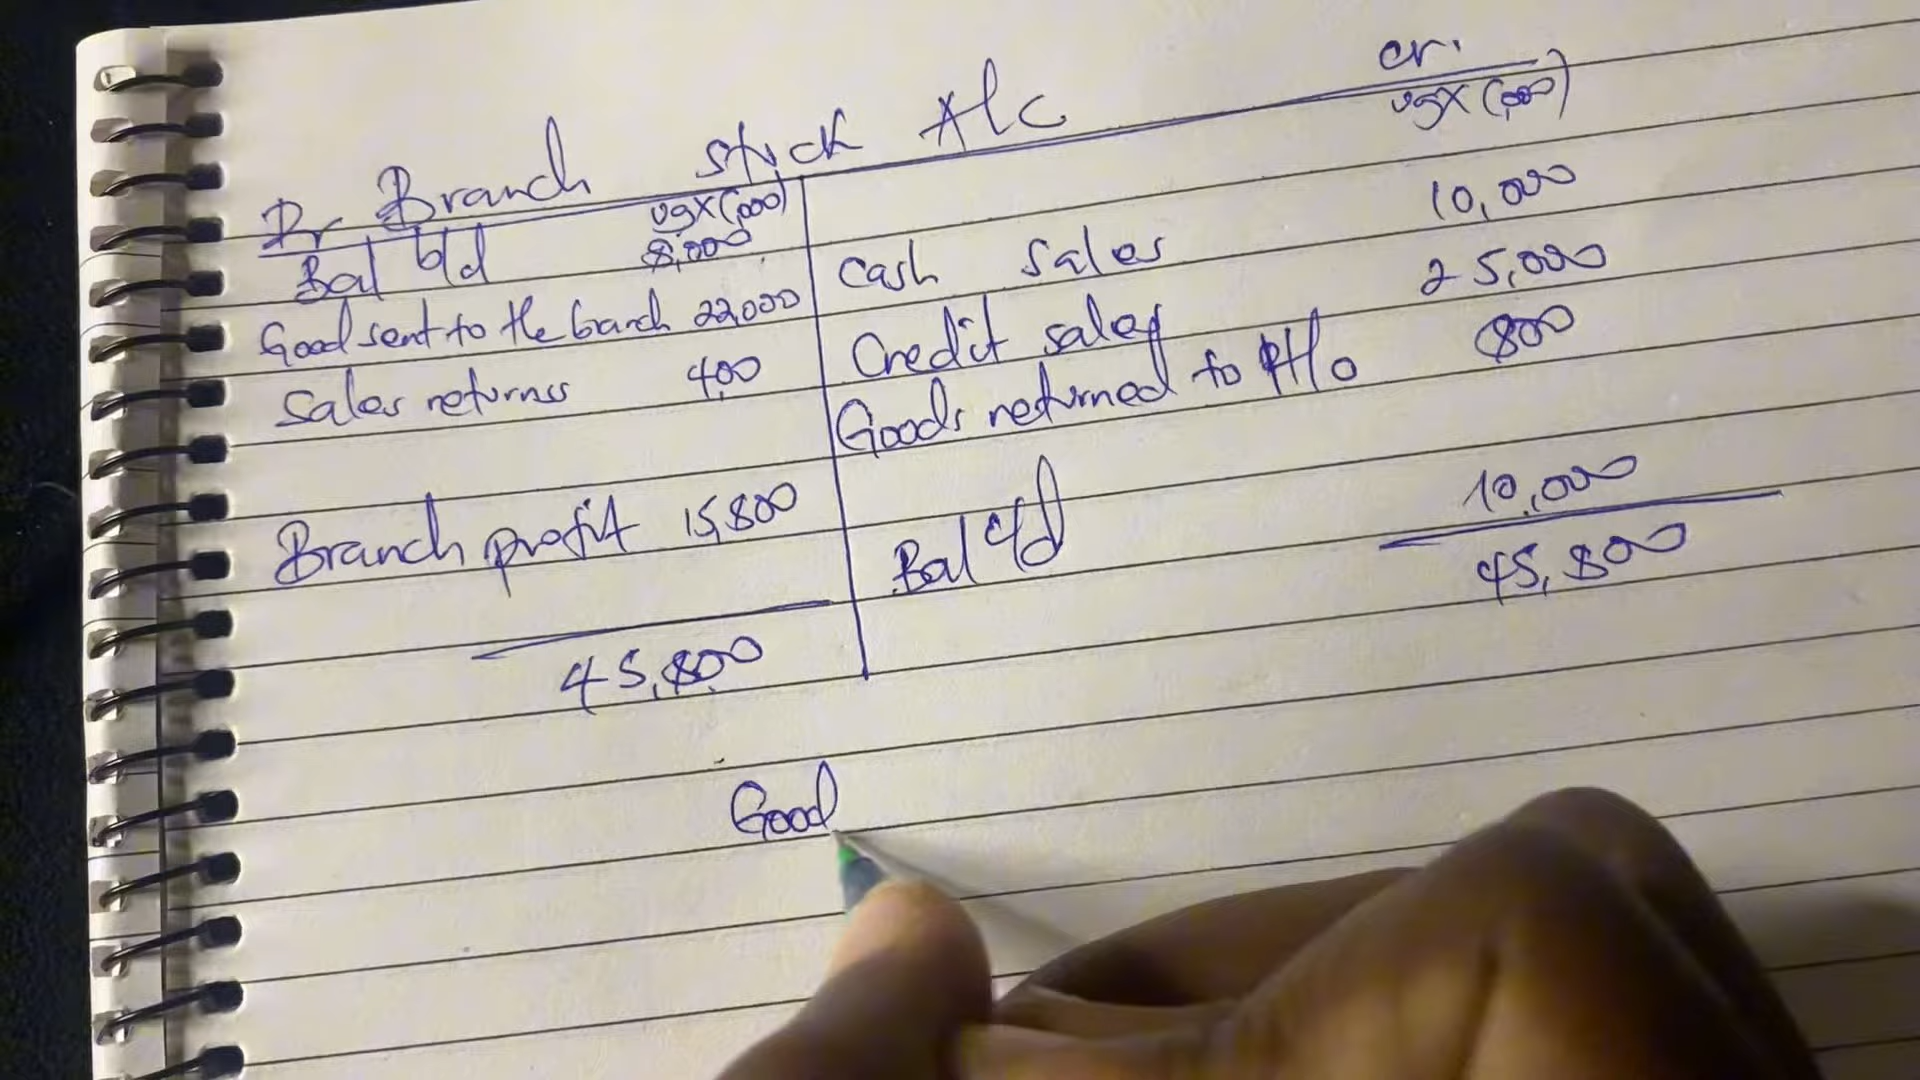 Dr Branch stock A/c cr.
ugx (,000) ugx (,000)
Bal b/d 8,000
Cash sales 10,000
Good sent to the branch 22,000
Credit sales 25,000
Sales returns 400
Goods returned to H/o 800
Branch profit 15,800
Bal c/d 10,000
45,800 45,800
Good